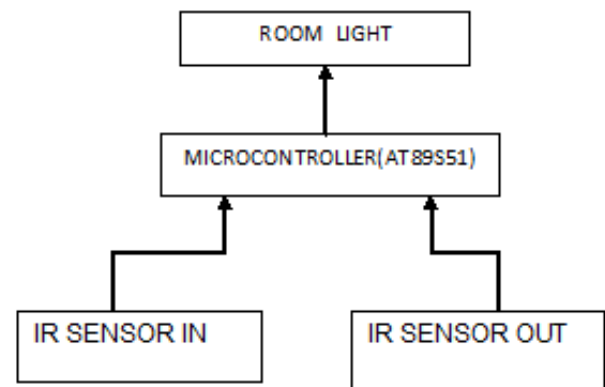 ROOM LIGHT
MICROCONTROLLER(AT89S51)
IR SENSOR IN
IR SENSOR OUT